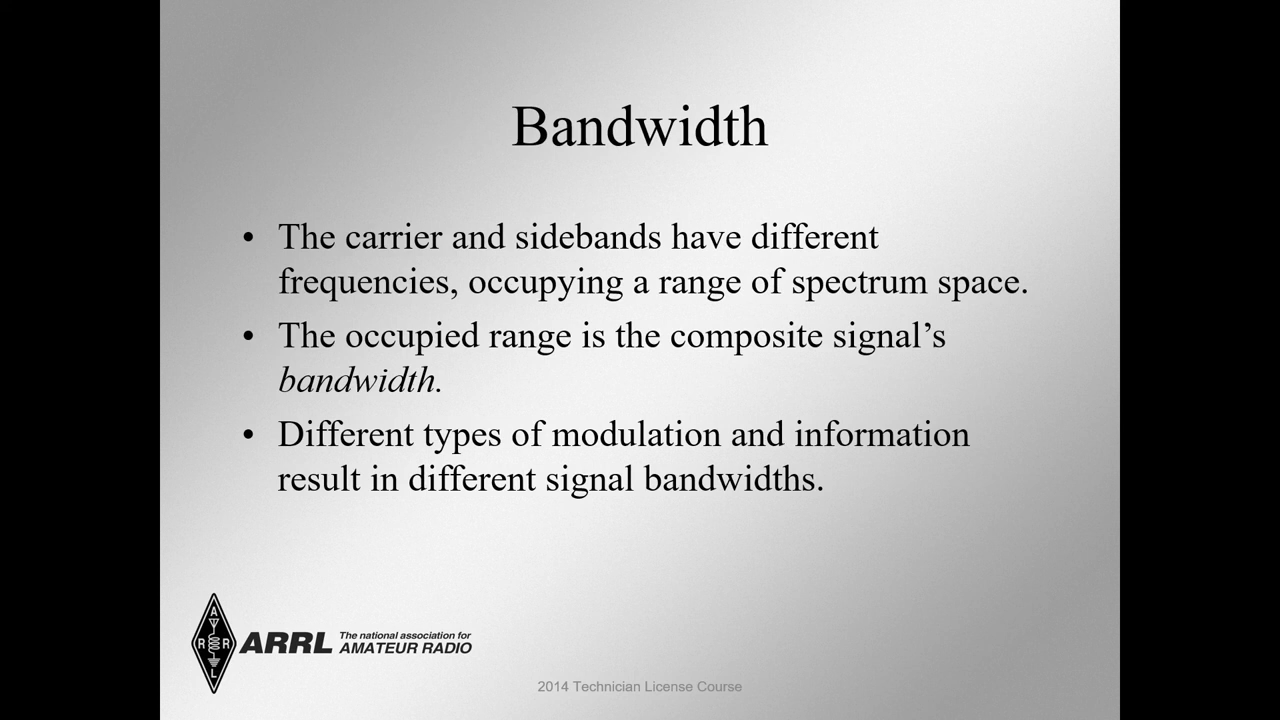 Bandwidth
• The carrier and sidebands have different
frequencies, occupying a range of spectrum space.
• The occupied range is the composite signal’s
bandwidth.
• Different types of modulation and information
result in different signal bandwidths.
A
R R
L
ARRL
The national association for
AMATEUR RADIO
2014 Technician License Course